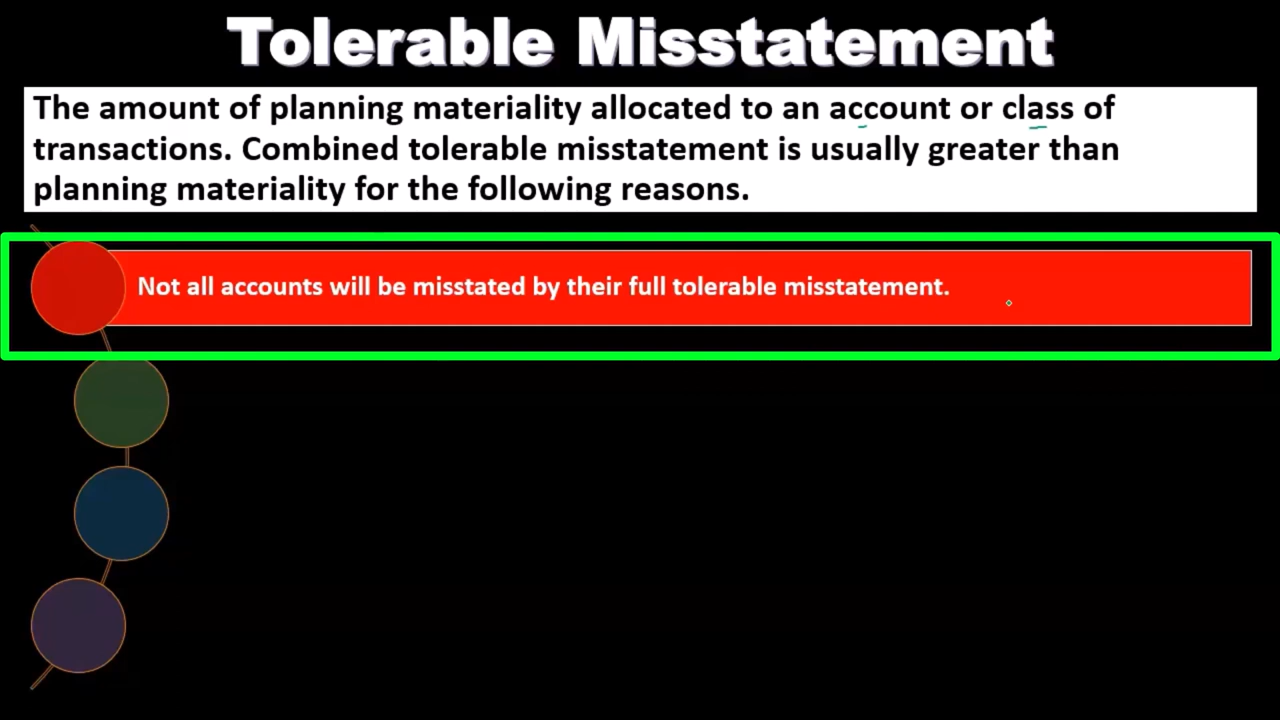 Tolerable Misstatement
The amount of planning materiality allocated to an account or class of
transactions. Combined tolerable misstatement is usually greater than
planning materiality for the following reasons.
Not all accounts will be misstated by their full tolerable misstatement.